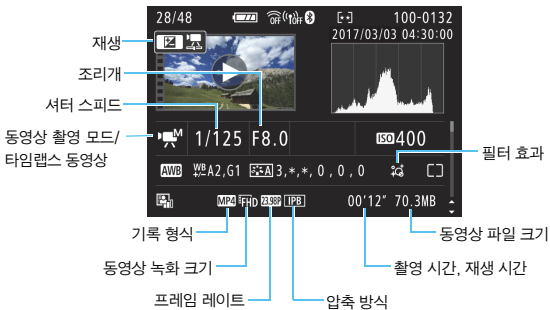 28/48 OFF OFF 100-0132
2017/03/03 04:30:00
재생
조리개
셔터 스피드
동영상 촬영 모드/
타임랩스 동영상
M 1/125 F8.0 ISO 400
필터 효과
AWB WB A2,G1 A 3,*,*,0,0,0
MP4 FHD 23.98P IPB 00'12" 70.3MB
기록 형식
동영상 파일 크기
동영상 녹화 크기
촬영 시간, 재생 시간
프레임 레이트
압축 방식